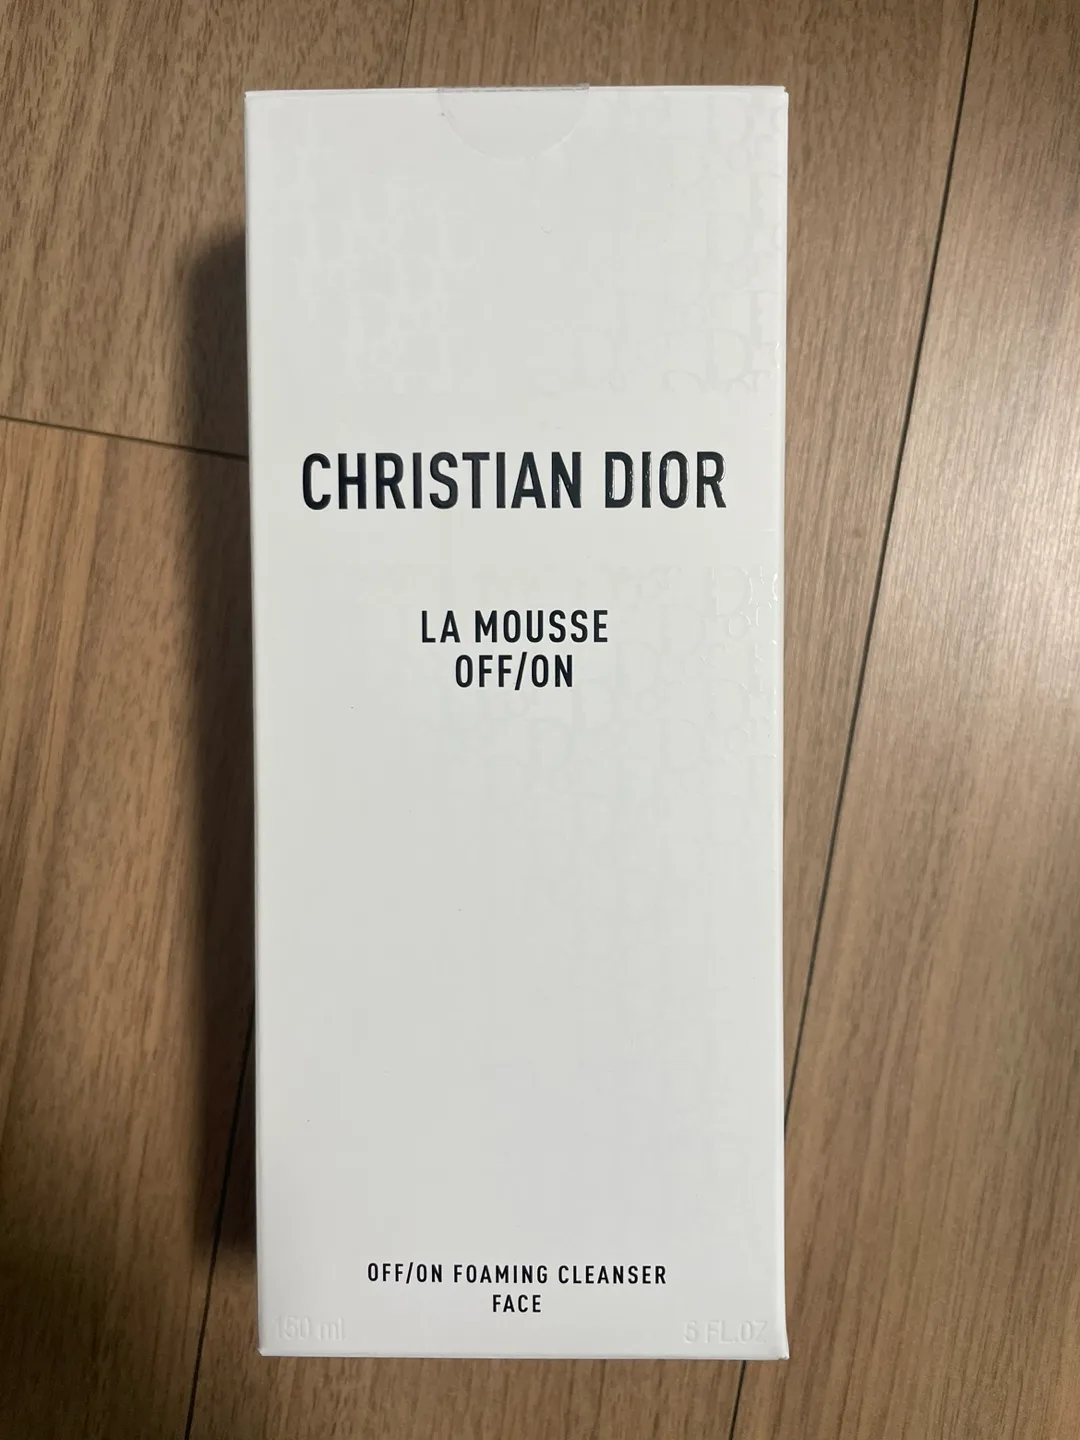 CHRISTIAN DIOR
LA MOUSSE
OFF/ON
OFF/ON FOAMING CLEANSER
FACE
150 ml
5 FL.OZ